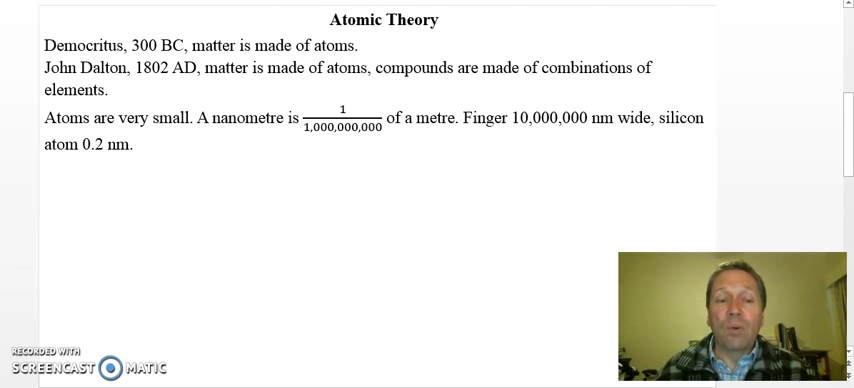 Atomic Theory
Democritus, 300 BC, matter is made of atoms.
John Dalton, 1802 AD, matter is made of atoms, compounds are made of combinations of
elements.
Atoms are very small. A nanometre is 1/1,000,000,000 of a metre. Finger 10,000,000 nm wide, silicon
atom 0.2 nm.
RECORDED WITH
SCREENCAST MATIC